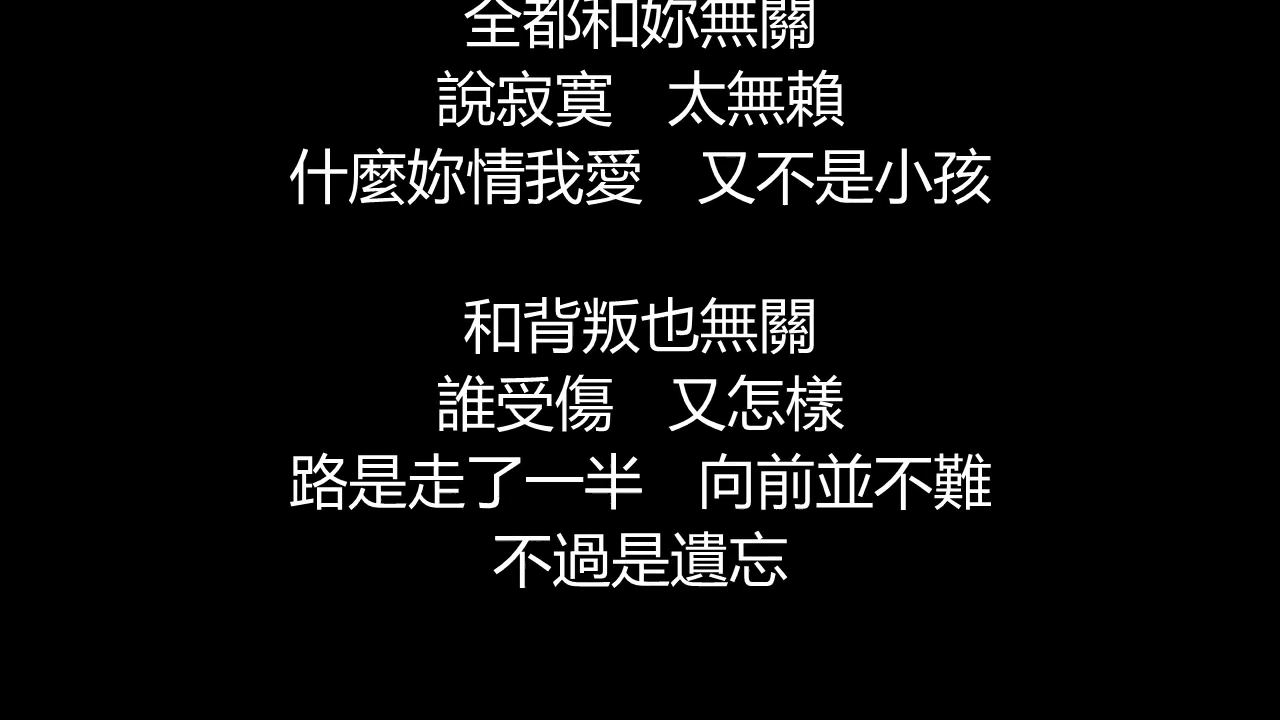 全都和妳無關
說寂寞　太無賴
什麼妳情我愛　又不是小孩
和背叛也無關
誰受傷　又怎樣
路是走了一半　向前並不難
不過是遺忘